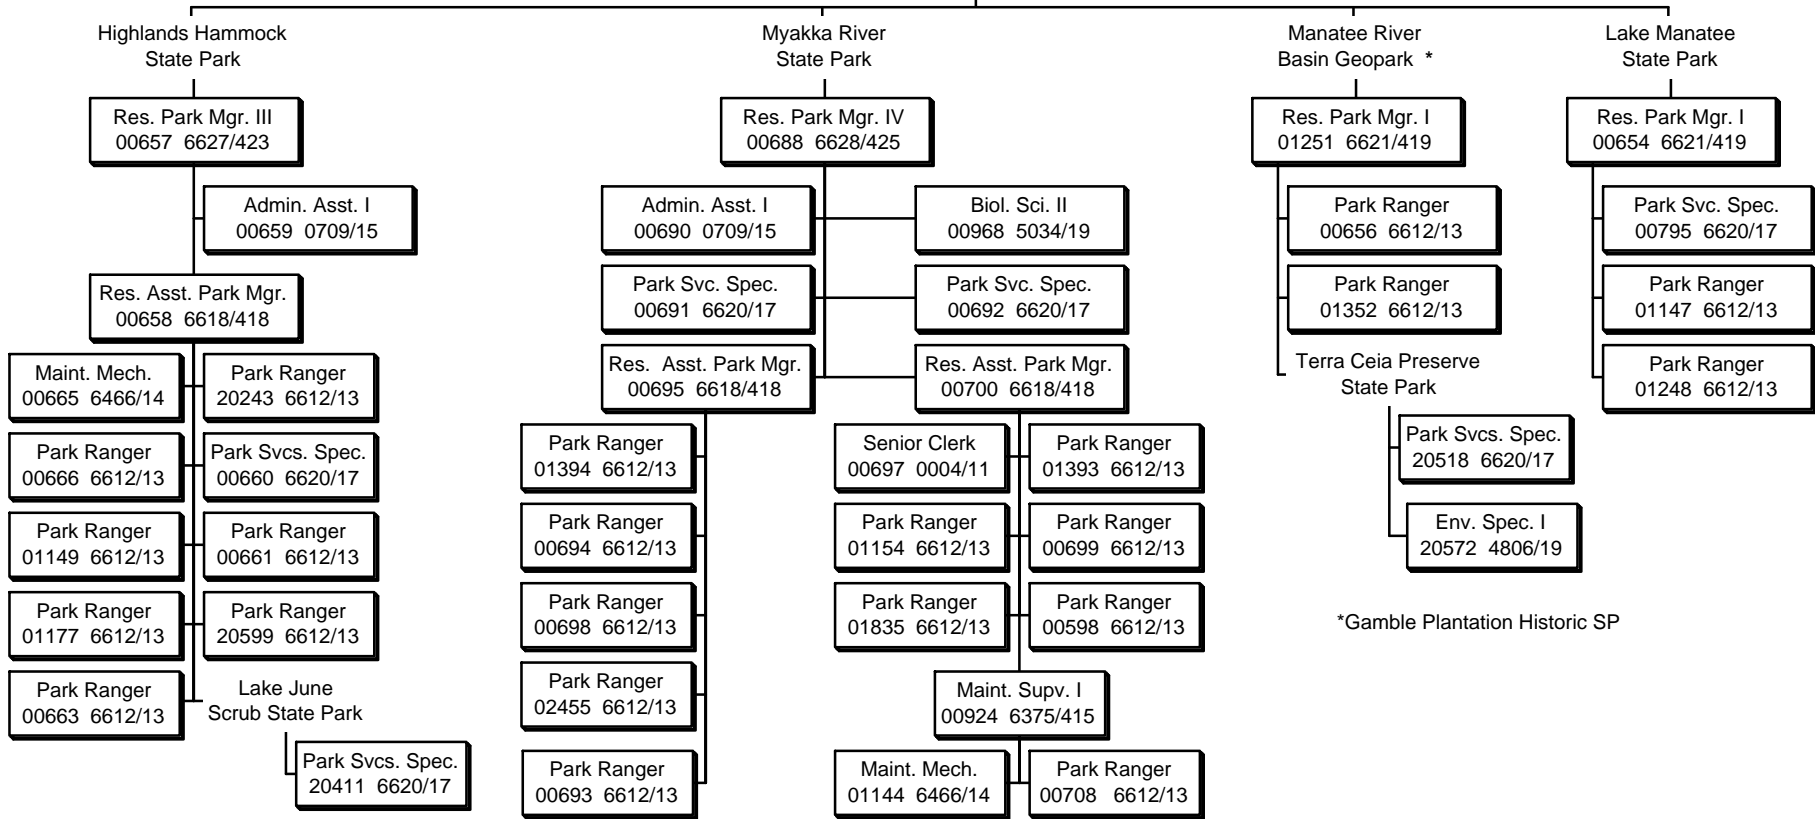 Highlands Hammock
State Park
Res. Park Mgr. III
00657 6627/423
Admin. Asst. I
00659 0709/15
Res. Asst. Park Mgr.
00658 6618/418
Maint. Mech.
00665 6466/14
Park Ranger
20243 6612/13
Park Ranger
00666 6612/13
Park Svcs. Spec.
00660 6620/17
Park Ranger
01149 6612/13
Park Ranger
00661 6612/13
Park Ranger
01177 6612/13
Park Ranger
20599 6612/13
Park Ranger
00663 6612/13
Lake June
Scrub State Park
Park Svcs. Spec.
20411 6620/17
Myakka River
State Park
Res. Park Mgr. IV
00688 6628/425
Admin. Asst. I
00690 0709/15
Biol. Sci. II
00968 5034/19
Park Svc. Spec.
00691 6620/17
Park Svc. Spec.
00692 6620/17
Res. Asst. Park Mgr.
00695 6618/418
Res. Asst. Park Mgr.
00700 6618/418
Park Ranger
01394 6612/13
Park Ranger
00694 6612/13
Park Ranger
00698 6612/13
Park Ranger
02455 6612/13
Park Ranger
00693 6612/13
Senior Clerk
00697 0004/11
Park Ranger
01393 6612/13
Park Ranger
01154 6612/13
Park Ranger
00699 6612/13
Park Ranger
01835 6612/13
Park Ranger
00598 6612/13
Maint. Supv. I
00924 6375/415
Maint. Mech.
01144 6466/14
Park Ranger
00708 6612/13
Manatee River
Basin Geopark *
Res. Park Mgr. I
01251 6621/419
Park Ranger
00656 6612/13
Park Ranger
01352 6612/13
Terra Ceia Preserve
State Park
Park Svcs. Spec.
20518 6620/17
Env. Spec. I
20572 4806/19
*Gamble Plantation Historic SP
Lake Manatee
State Park
Res. Park Mgr. I
00654 6621/419
Park Svc. Spec.
00795 6620/17
Park Ranger
01147 6612/13
Park Ranger
01248 6612/13